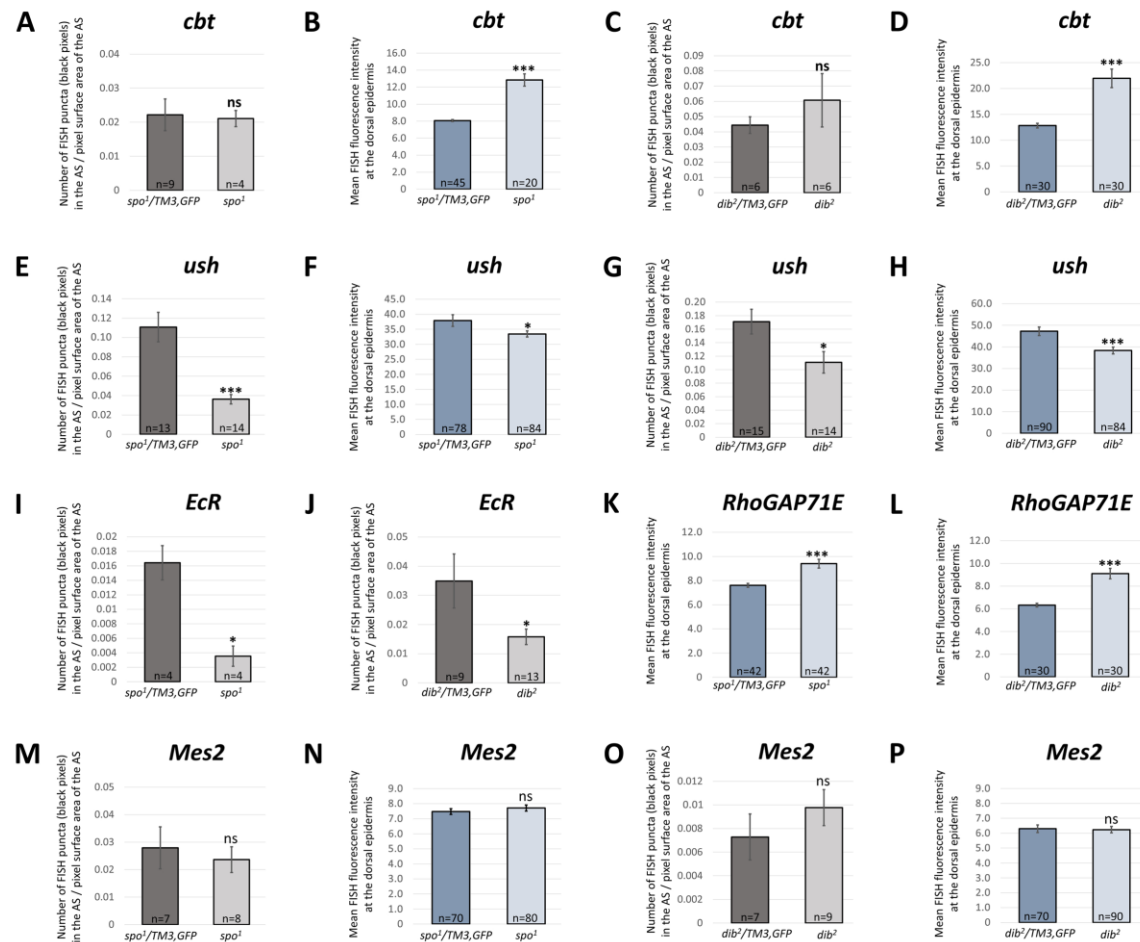 A
cbt
Number of FISH puncta (black pixels)
in the AS / pixel surface area of the AS
0.04
0.03
0.02
0.01
0
ns
n=9
n=4
spo¹/TM3,GFP
spo¹
B
cbt
Mean FISH fluorescence intensity
at the dorsal epidermis
16.0
14.0
12.0
10.0
8.0
6.0
4.0
2.0
0
***
n=45
n=20
spo¹/TM3,GFP
spo¹
C
cbt
Number of FISH puncta (black pixels)
in the AS / pixel surface area of the AS
0.09
0.08
0.07
0.06
0.05
0.04
0.03
0.02
0.01
0
ns
n=6
n=6
dib²/TM3,GFP
dib²
D
cbt
Mean FISH fluorescence intensity
at the dorsal epidermis
25.0
20.0
15.0
10.0
5.0
0
***
n=30
n=30
dib²/TM3,GFP
dib²
E
ush
Number of FISH puncta (black pixels)
in the AS / pixel surface area of the AS
0.14
0.12
0.10
0.08
0.06
0.04
0.02
0
***
n=13
n=14
spo¹/TM3,GFP
spo¹
F
ush
Mean FISH fluorescence intensity
at the dorsal epidermis
45.0
40.0
35.0
30.0
25.0
20.0
15.0
10.0
5.0
0
*
n=78
n=84
spo¹/TM3,GFP
spo¹
G
ush
Number of FISH puncta (black pixels)
in the AS / pixel surface area of the AS
0.20
0.18
0.16
0.14
0.12
0.10
0.08
0.06
0.04
0.02
0
*
n=15
n=14
dib²/TM3,GFP
dib²
H
ush
Mean FISH fluorescence intensity
at the dorsal epidermis
60.0
50.0
40.0
30.0
20.0
10.0
0
***
n=90
n=84
dib²/TM3,GFP
dib²
I
EcR
Number of FISH puncta (black pixels)
in the AS / pixel surface area of the AS
0.02
0.018
0.016
0.014
0.012
0.010
0.008
0.006
0.004
0.002
0
*
n=4
n=4
spo¹/TM3,GFP
spo¹
J
EcR
Number of FISH puncta (black pixels)
in the AS / pixel surface area of the AS
0.05
0.04
0.03
0.02
0.01
0
*
n=9
n=13
dib²/TM3,GFP
dib²
K
RhoGAP71E
Mean FISH fluorescence intensity
at the dorsal epidermis
12.0
10.0
8.0
6.0
4.0
2.0
0
***
n=42
n=42
spo¹/TM3,GFP
spo¹
L
RhoGAP71E
Mean FISH fluorescence intensity
at the dorsal epidermis
12.0
10.0
8.0
6.0
4.0
2.0
0
***
n=30
n=30
dib²/TM3,GFP
dib²
M
Mes2
Number of FISH puncta (black pixels)
in the AS / pixel surface area of the AS
0.05
0.04
0.03
0.02
0.01
0
ns
n=7
n=8
spo¹/TM3,GFP
spo¹
N
Mes2
Mean FISH fluorescence intensity
at the dorsal epidermis
9.0
8.0
7.0
6.0
5.0
4.0
3.0
2.0
1.0
0
ns
n=70
n=80
spo¹/TM3,GFP
spo¹
O
Mes2
Number of FISH puncta (black pixels)
in the AS / pixel surface area of the AS
0.012
0.010
0.008
0.006
0.004
0.002
0
ns
n=7
n=9
dib²/TM3,GFP
dib²
P
Mes2
Mean FISH fluorescence intensity
at the dorsal epidermis
9.0
8.0
7.0
6.0
5.0
4.0
3.0
2.0
1.0
0
ns
n=70
n=90
dib²/TM3,GFP
dib²